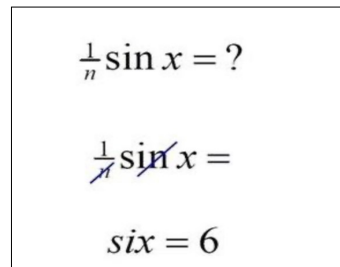 1/n sin x = ?
1/n sin x =
six = 6